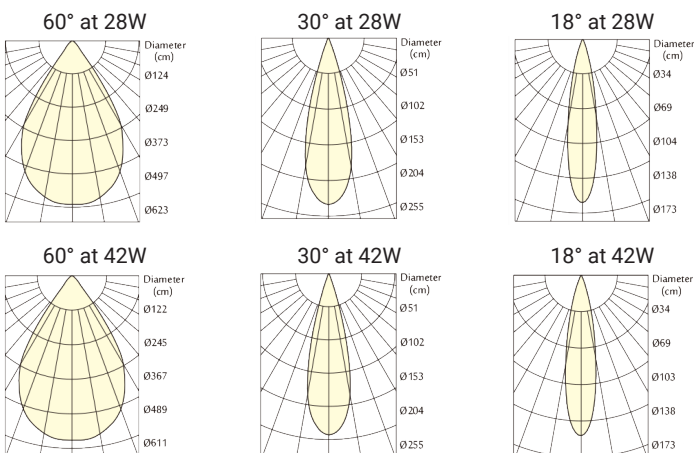 60° at 28W
Diameter
(cm)
Ø124
Ø249
Ø373
Ø497
Ø623
30° at 28W
Diameter
(cm)
Ø51
Ø102
Ø153
Ø204
Ø255
18° at 28W
Diameter
(cm)
Ø34
Ø69
Ø104
Ø138
Ø173
60° at 42W
Diameter
(cm)
Ø122
Ø245
Ø367
Ø489
Ø611
30° at 42W
Diameter
(cm)
Ø51
Ø102
Ø153
Ø204
Ø255
18° at 42W
Diameter
(cm)
Ø34
Ø69
Ø103
Ø138
Ø173